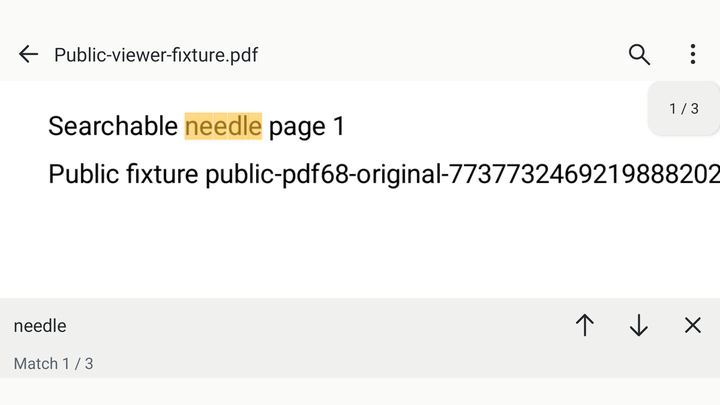 Public-viewer-fixture.pdf
1 / 3
Searchable needle page 1
Public fixture public-pdf68-original-7737732469219888202
needle
Match 1 / 3